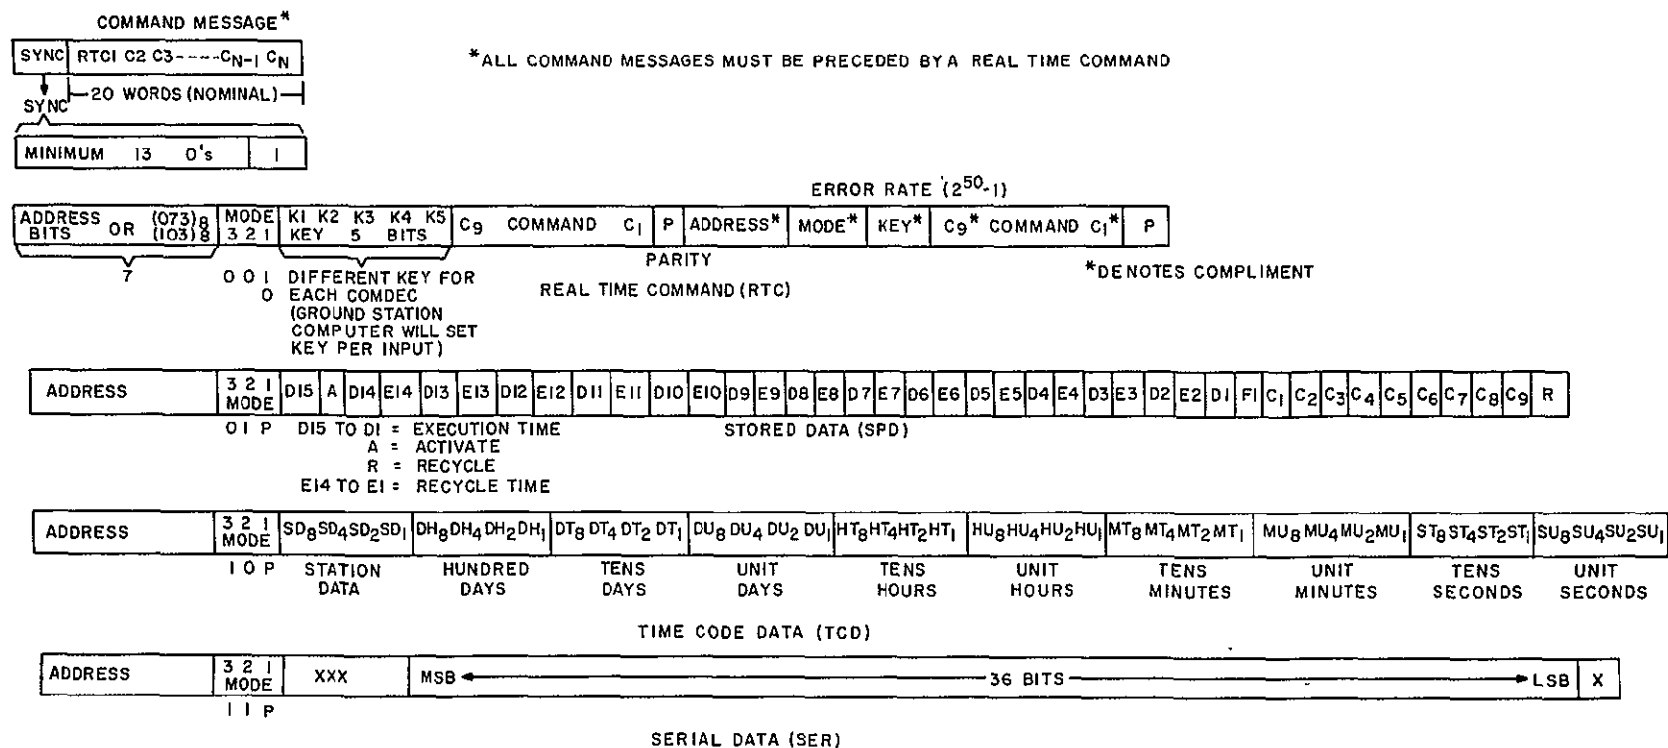 COMMAND MESSAGE*
SYNC RTC1 C2 C3-----CN-1 CN
*ALL COMMAND MESSAGES MUST BE PRECEDED BY A REAL TIME COMMAND
20 WORDS (NOMINAL)
SYNC
MINIMUM 13 0's 1
ERROR RATE (2^50-1)
ADDRESS BITS OR (073)8 (103)8 MODE 3 2 1 K1 K2 K3 K4 K5 KEY 5 BITS C9 COMMAND C1 P ADDRESS* MODE* KEY* C9* COMMAND C1* P
7
0 0 1
0
DIFFERENT KEY FOR
EACH COMDEC
(GROUND STATION
COMPUTER WILL SET
KEY PER INPUT)
PARITY
REAL TIME COMMAND (RTC)
*DENOTES COMPLIMENT
ADDRESS 3 2 1 MODE D15 A D14 E14 D13 E13 D12 E12 D11 E11 D10 E10 D9 E9 D8 E8 D7 E7 D6 E6 D5 E5 D4 E4 D3 E3 D2 E2 D1 F1 C1 C2 C3 C4 C5 C6 C7 C8 C9 R
0 1 P D15 TO D1 = EXECUTION TIME
A = ACTIVATE
R = RECYCLE
E14 TO E1 = RECYCLE TIME
STORED DATA (SPD)
ADDRESS 3 2 1 MODE SD8 SD4 SD2 SD1 DH8 DH4 DH2 DH1 DT8 DT4 DT2 DT1 DU8 DU4 DU2 DU1 HT8 HT4 HT2 HT1 HU8 HU4 HU2 HU1 MT8 MT4 MT2 MT1 MU8 MU4 MU2 MU1 ST8 ST4 ST2 ST1 SU8 SU4 SU2 SU1
1 0 P STATION DATA HUNDRED DAYS TENS DAYS UNIT DAYS TENS HOURS UNIT HOURS TENS MINUTES UNIT MINUTES TENS SECONDS UNIT SECONDS
TIME CODE DATA (TCD)
ADDRESS 3 2 1 MODE XXX MSB 36 BITS LSB X
1 1 P
SERIAL DATA (SER)